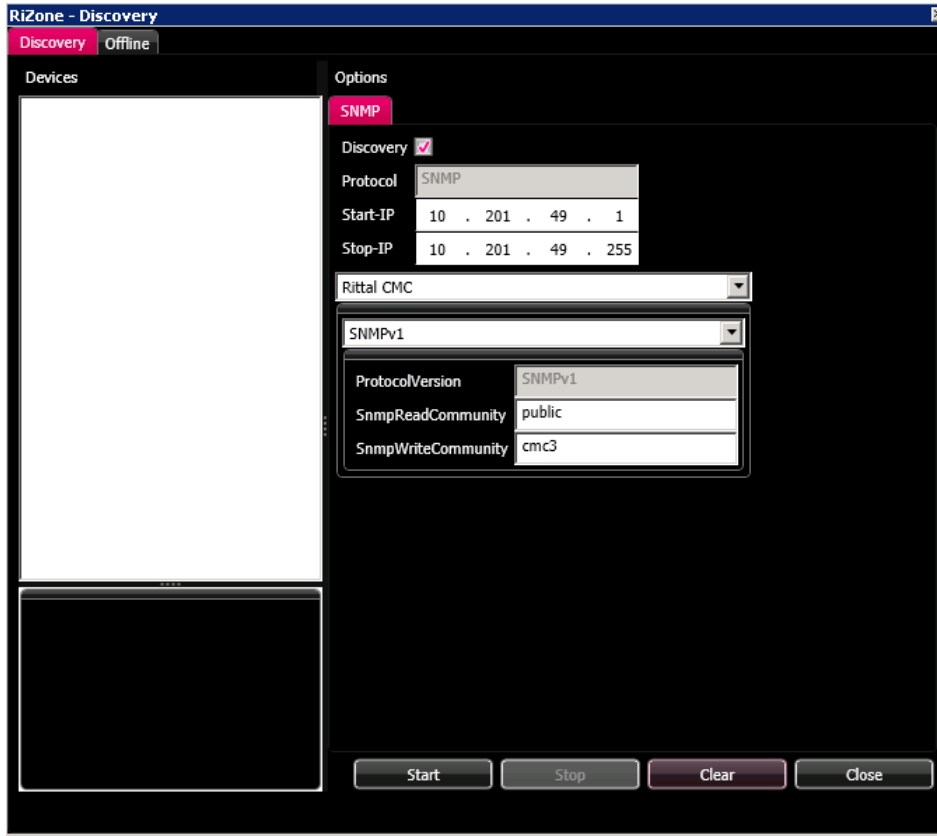 RiZone - Discovery
Discovery Offline
Devices
Options
SNMP
Discovery
Protocol SNMP
Start-IP 10 . 201 . 49 . 1
Stop-IP 10 . 201 . 49 . 255
Rittal CMC
SNMPv1
ProtocolVersion SNMPv1
SnmpReadCommunity public
SnmpWriteCommunity cmc3
Start Stop Clear Close